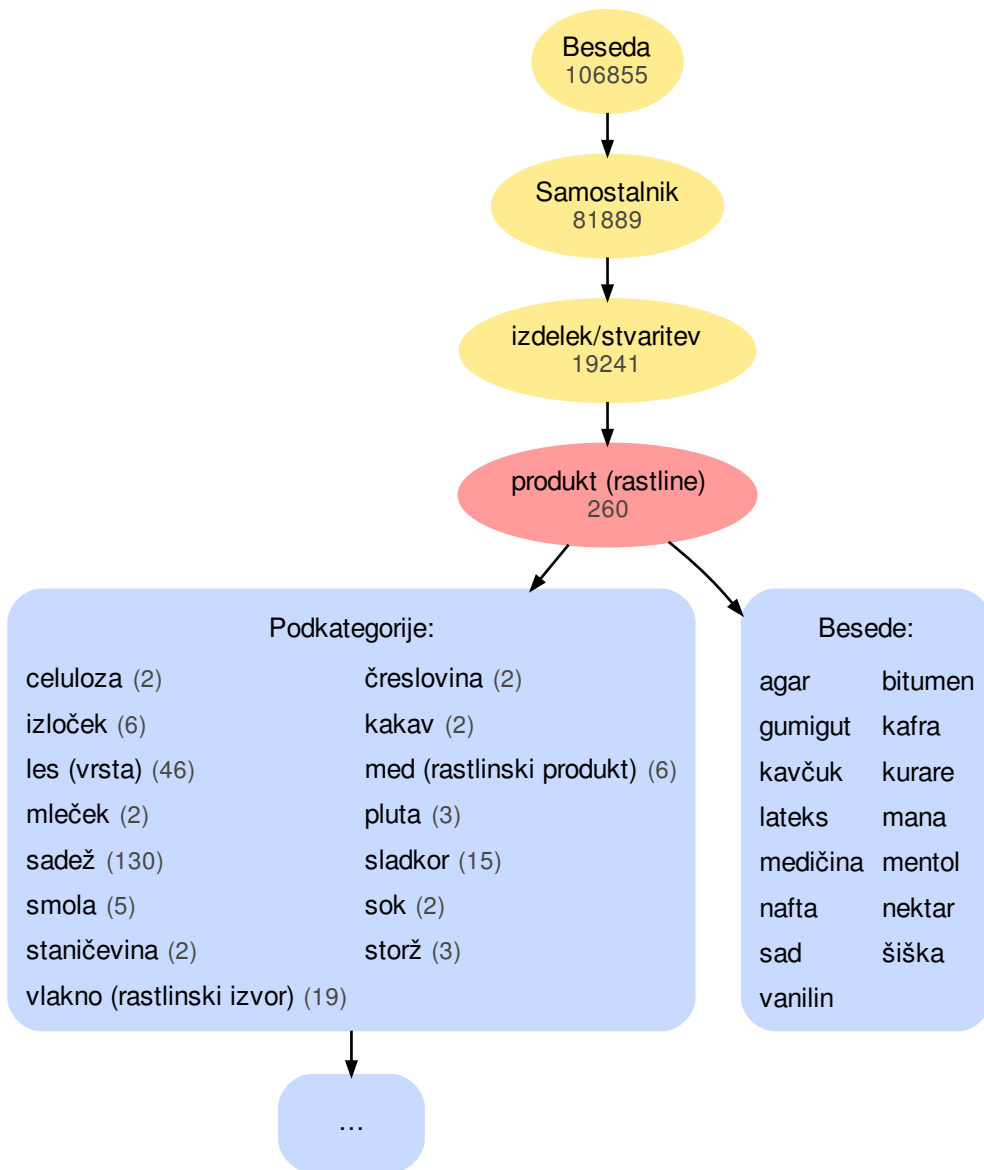 Beseda
106855
Samostalnik
81889
izdelek/stvaritev
19241
produkt (rastline)
260
Podkategorije:
celuloza (2) čreslovina (2)
izloček (6) kakav (2)
les (vrsta) (46) med (rastlinski produkt) (6)
mleček (2) pluta (3)
sadež (130) sladkor (15)
smola (5) sok (2)
staničevina (2) storž (3)
vlakno (rastlinski izvor) (19)
Besede:
agar bitumen
gumigut kafra
kavčuk kurare
lateks mana
medičina mentol
nafta nektar
sad šiška
vanilin
...